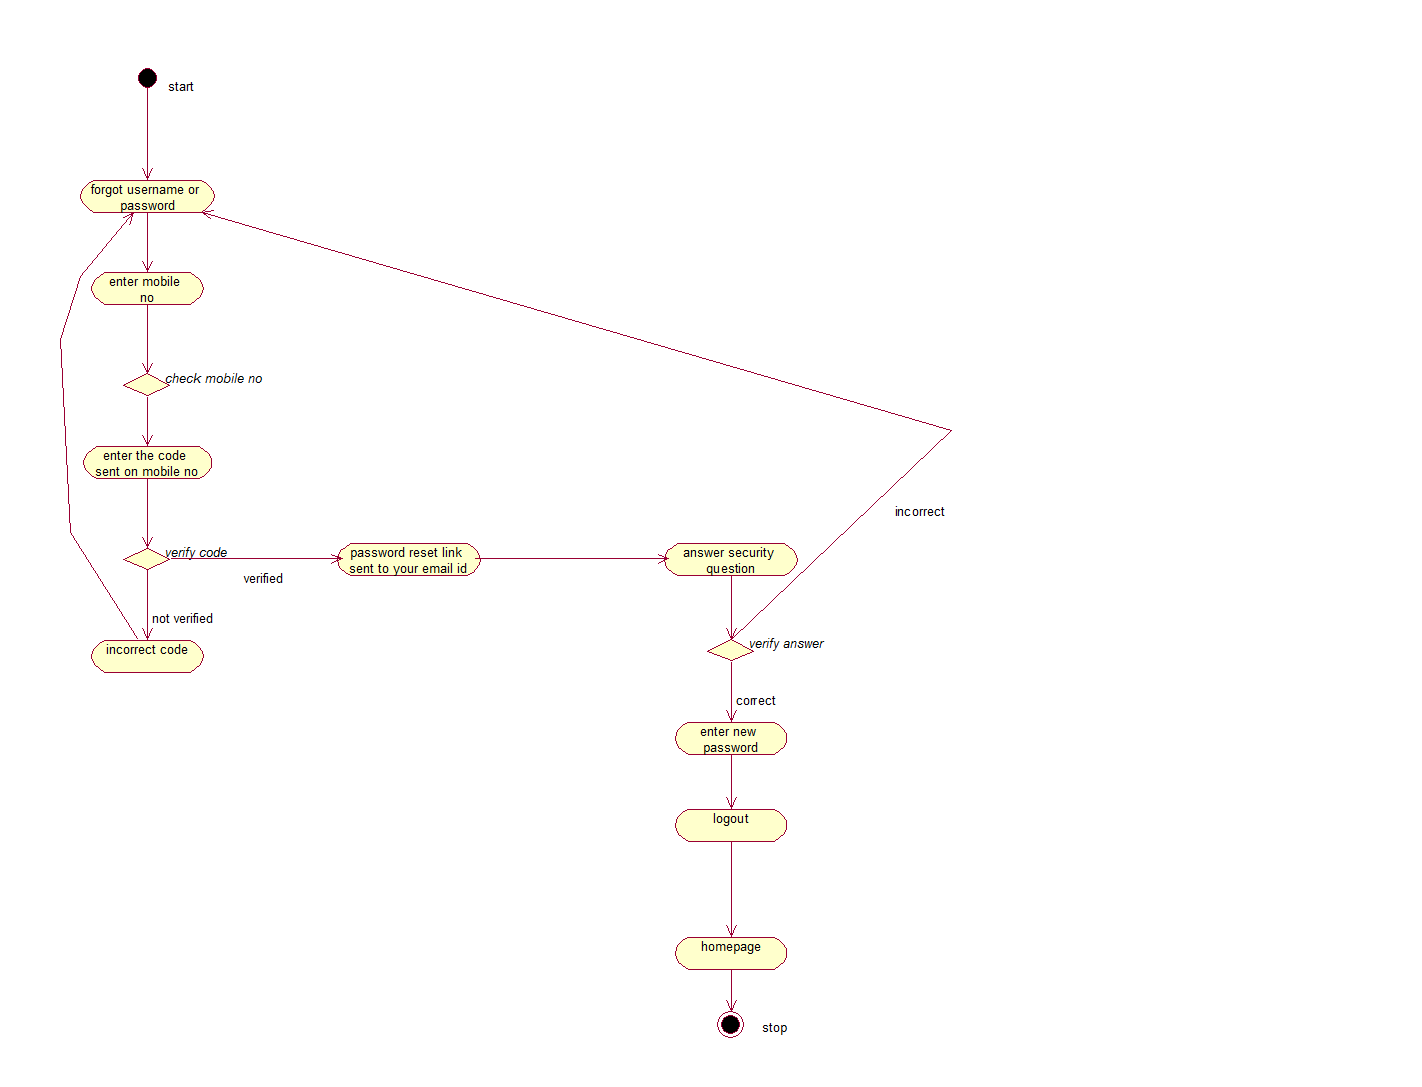 start
forgot username or
password
enter mobile
no
check mobile no
enter the code
sent on mobile no
verify code
verified
password reset link
sent to your email id
answer security
question
incorrect
not verified
incorrect code
verify answer
correct
enter new
password
logout
homepage
stop